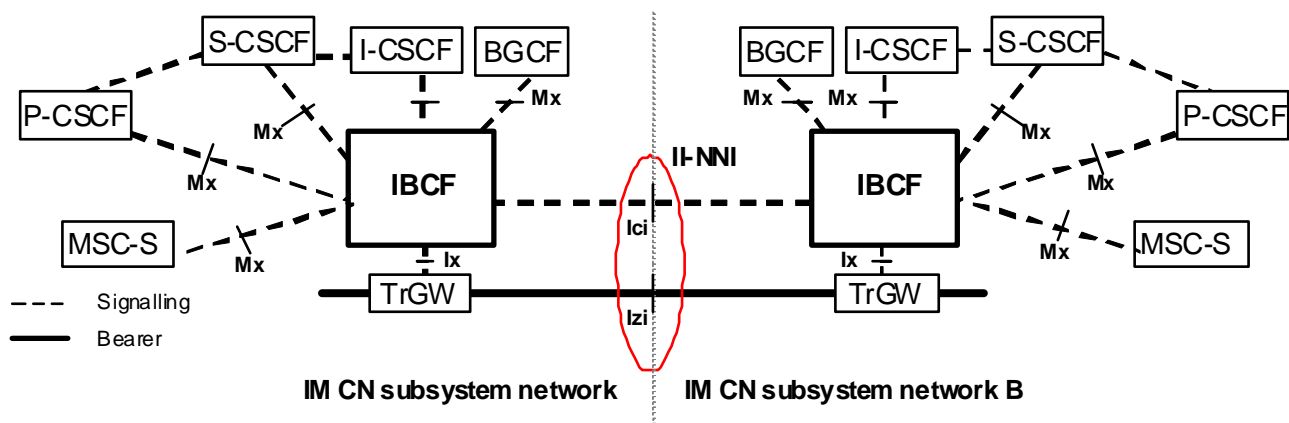 S-CSCF
I-CSCF
BGCF
BGCF
I-CSCF
S-CSCF
P-CSCF
Mx
Mx
Mx
Mx
Mx
P-CSCF
Mx
IBCF
II-NNI
IBCF
Mx
MSC-S
Mx
Ici
Mx
MSC-S
Ix
Ix
TrGW
TrGW
Signalling
Izi
Bearer
IM CN subsystem network
IM CN subsystem network B